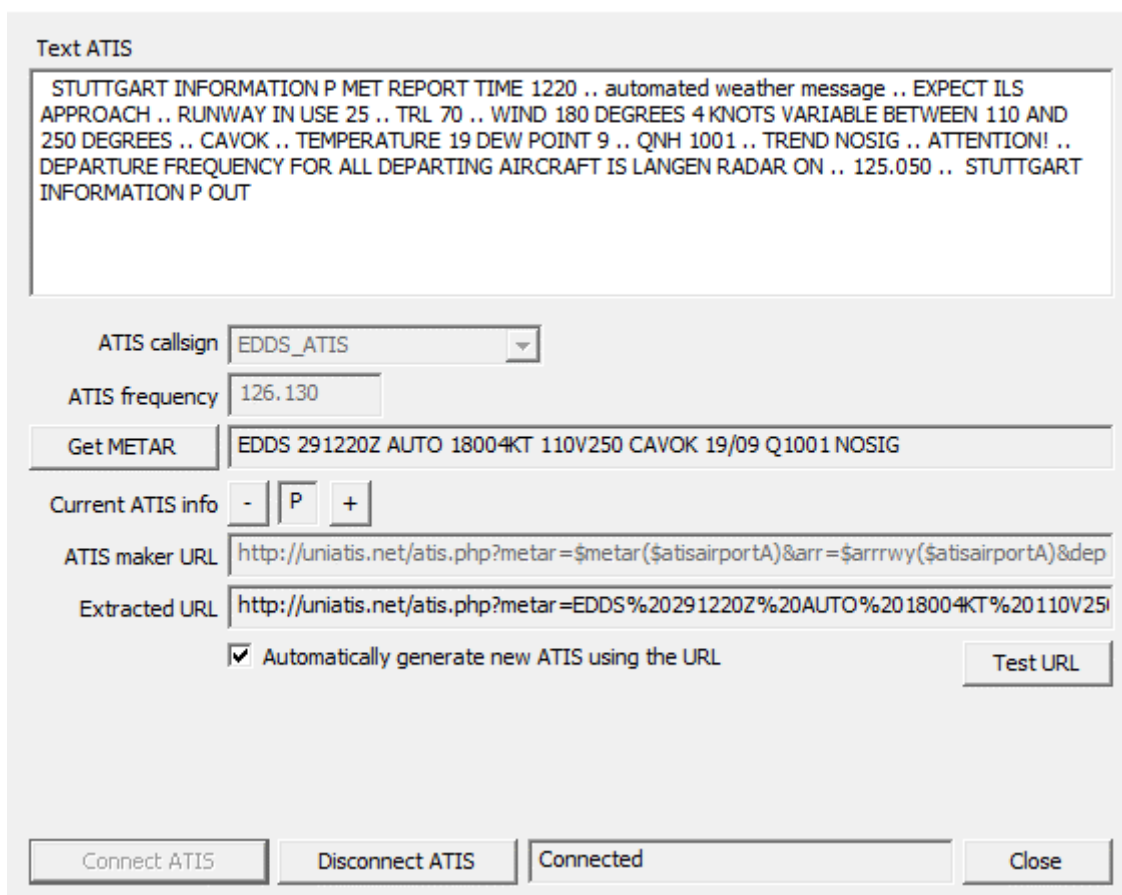 Text ATIS
STUTTGART INFORMATION P MET REPORT TIME 1220 .. automated weather message .. EXPECT ILS
APPROACH .. RUNWAY IN USE 25 .. TRL 70 .. WIND 180 DEGREES 4 KNOTS VARIABLE BETWEEN 110 AND
250 DEGREES .. CAVOK .. TEMPERATURE 19 DEW POINT 9 .. QNH 1001 .. TREND NOSIG .. ATTENTION! ..
DEPARTURE FREQUENCY FOR ALL DEPARTING AIRCRAFT IS LANGEN RADAR ON .. 125.050 .. STUTTGART
INFORMATION P OUT
ATIS callsign EDDS_ATIS
ATIS frequency 126.130
Get METAR EDDS 291220Z AUTO 18004KT 110V250 CAVOK 19/09 Q1001 NOSIG
Current ATIS info - P +
ATIS maker URL http://uniatis.net/atis.php?metar=$metar($atisairportA)&arr=$arrrwy($atisairportA)&dep
Extracted URL http://uniatis.net/atis.php?metar=EDDS%20291220Z%20AUTO%2018004KT%20110V250
Automatically generate new ATIS using the URL Test URL
Connect ATIS Disconnect ATIS Connected Close